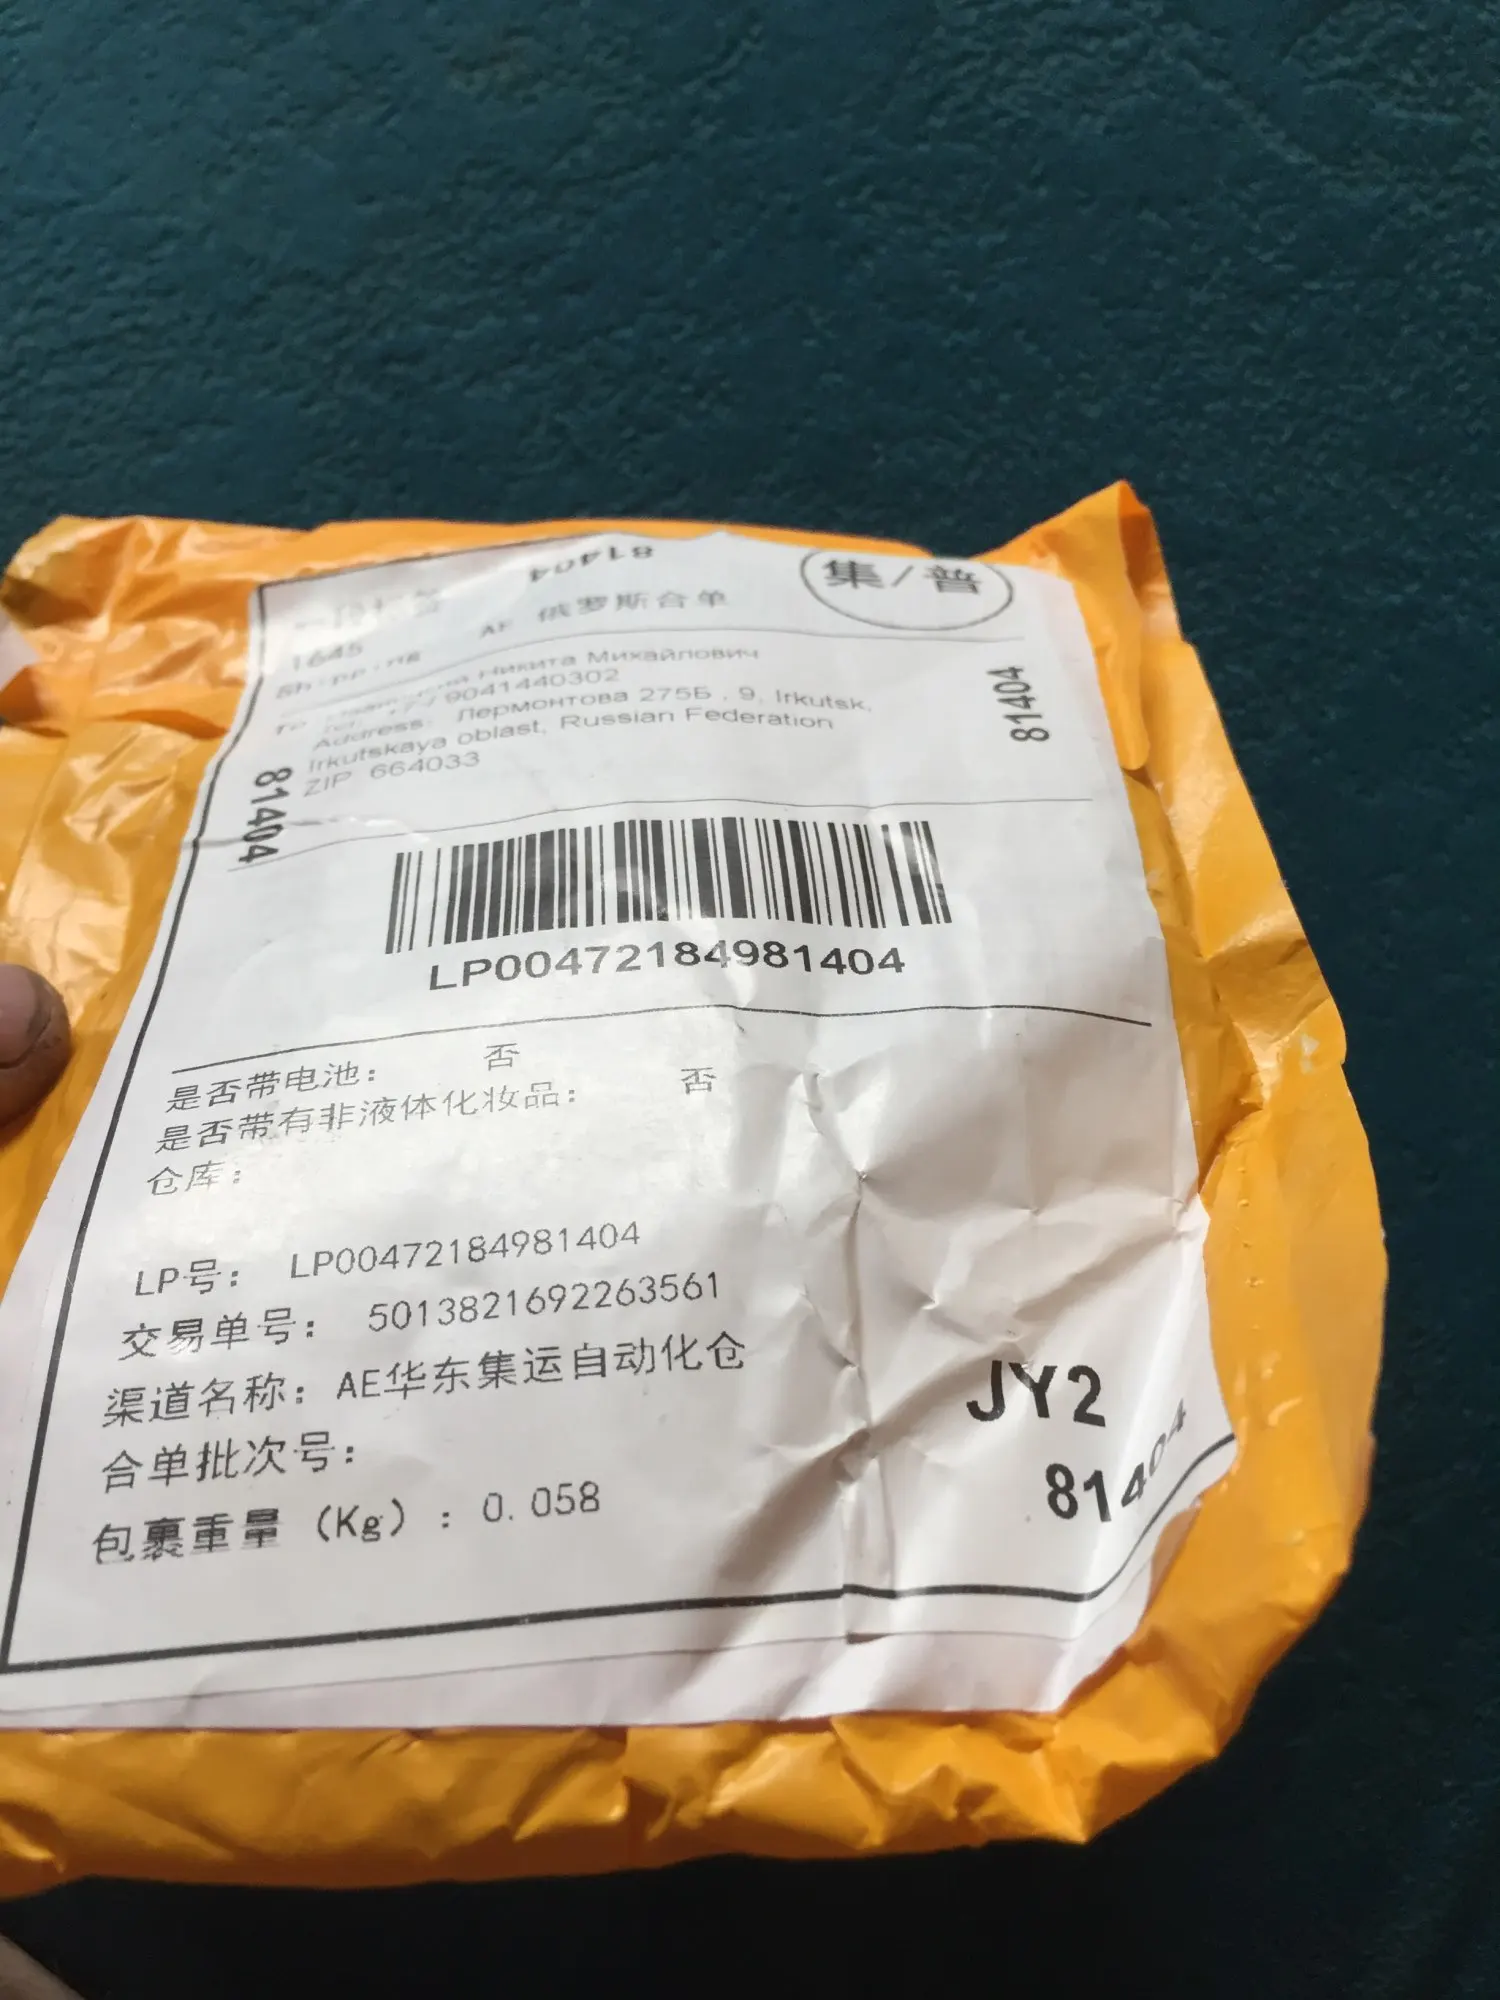 81404
集/普
AE 俄罗斯合单
1645
Никита Михайлович
9041440302
Address: Лермонтова 275Б , 9, Irkutsk,
Irkutskaya oblast, Russian Federation
ZIP 664033
81404
81404
LP00472184981404
是否带电池： 否
是否带有非液体化妆品： 否
仓库：
LP号： LP00472184981404
交易单号： 5013821692263561
渠道名称：AE华东集运自动化仓
合单批次号：
包裹重量（Kg）：0.058
JY2
81404